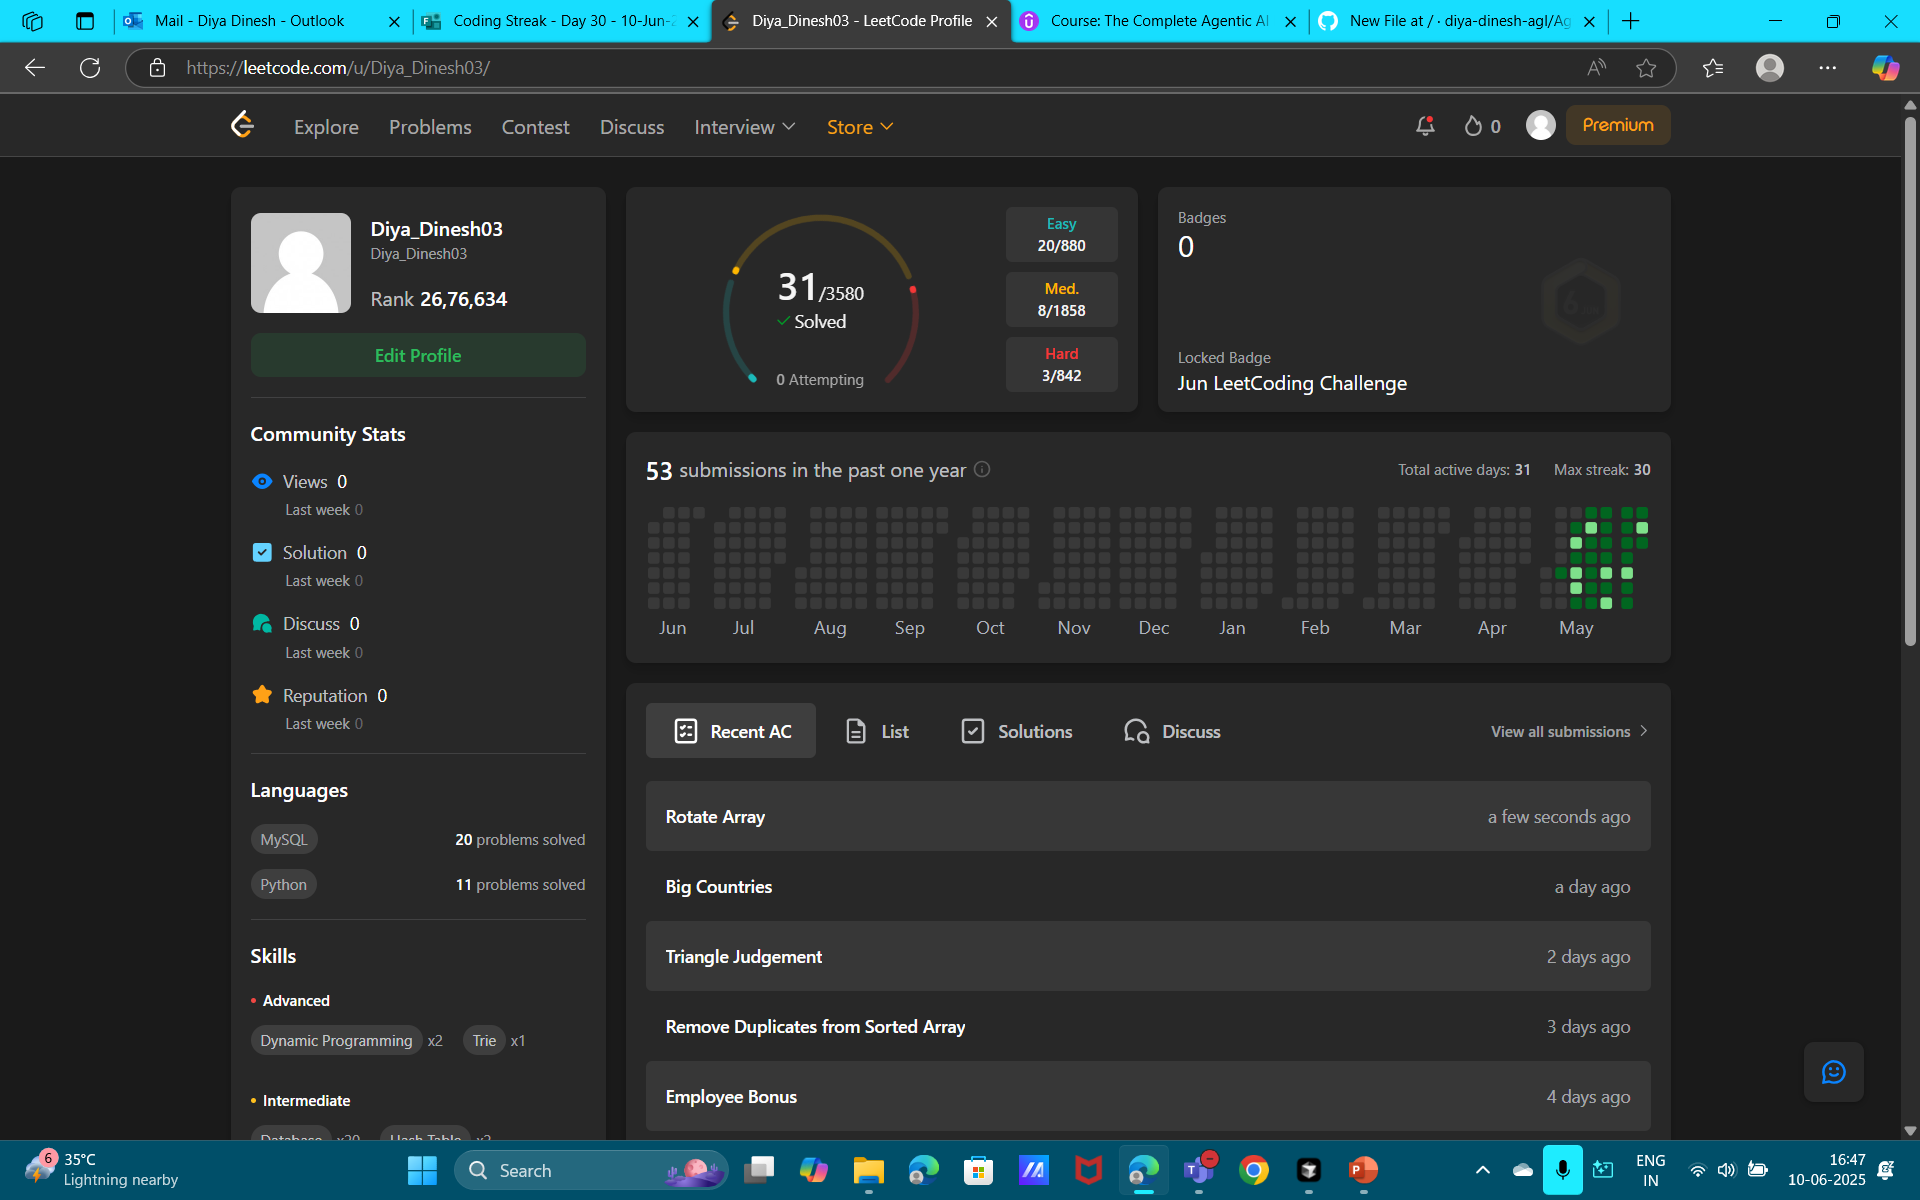 Mail - Diya Dinesh - Outlook
Coding Streak - Day 30 - 10-Jun-2
Diya_Dinesh03 - LeetCode Profile
Course: The Complete Agentic AI
New File at / · diya-dinesh-agl/Ag
https://leetcode.com/u/Diya_Dinesh03/
Explore
Problems
Contest
Discuss
Interview
Store
0
Premium
Diya_Dinesh03
Diya_Dinesh03
Rank 26,76,634
Edit Profile
Community Stats
Views 0
Last week 0
Solution 0
Last week 0
Discuss 0
Last week 0
Reputation 0
Last week 0
Languages
MySQL
20 problems solved
Python
11 problems solved
Skills
Advanced
Dynamic Programming x2
Trie x1
Intermediate
Database x20
Hash Table x2
31/3580
Solved
0 Attempting
Easy
20/880
Med.
8/1858
Hard
3/842
Badges
0
Locked Badge
Jun LeetCoding Challenge
53 submissions in the past one year
Total active days: 31
Max streak: 30
Jun
Jul
Aug
Sep
Oct
Nov
Dec
Jan
Feb
Mar
Apr
May
Recent AC
List
Solutions
Discuss
View all submissions
Rotate Array
a few seconds ago
Big Countries
a day ago
Triangle Judgement
2 days ago
Remove Duplicates from Sorted Array
3 days ago
Employee Bonus
4 days ago
6
35°C
Lightning nearby
Search
ENG
IN
16:47
10-06-2025